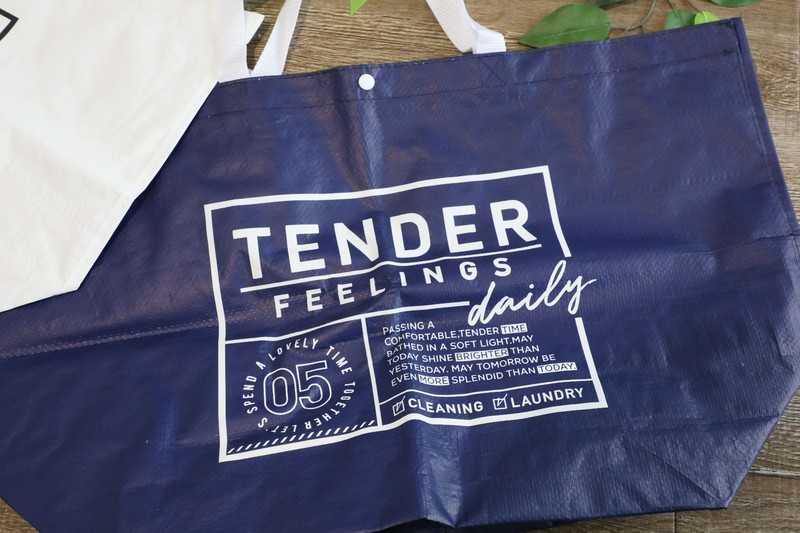 TENDER
FEELINGS
daily
PASSING A
COMFORTABLE,TENDER TIME
BATHED IN A SOFT LIGHT.MAY
TODAY SHINE BRIGHTER THAN
YESTERDAY. MAY TOMORROW BE
EVEN MORE SPLENDID THAN TODAY.
LET'S SPEND A LOVELY TIME TOGETHER
05
CLEANING LAUNDRY